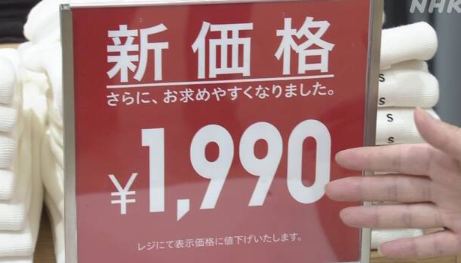 NHK
新価格
さらに、お求めやすくなりました。
¥1,990
レジにて表示価格に値下げいたします。
S
S
S